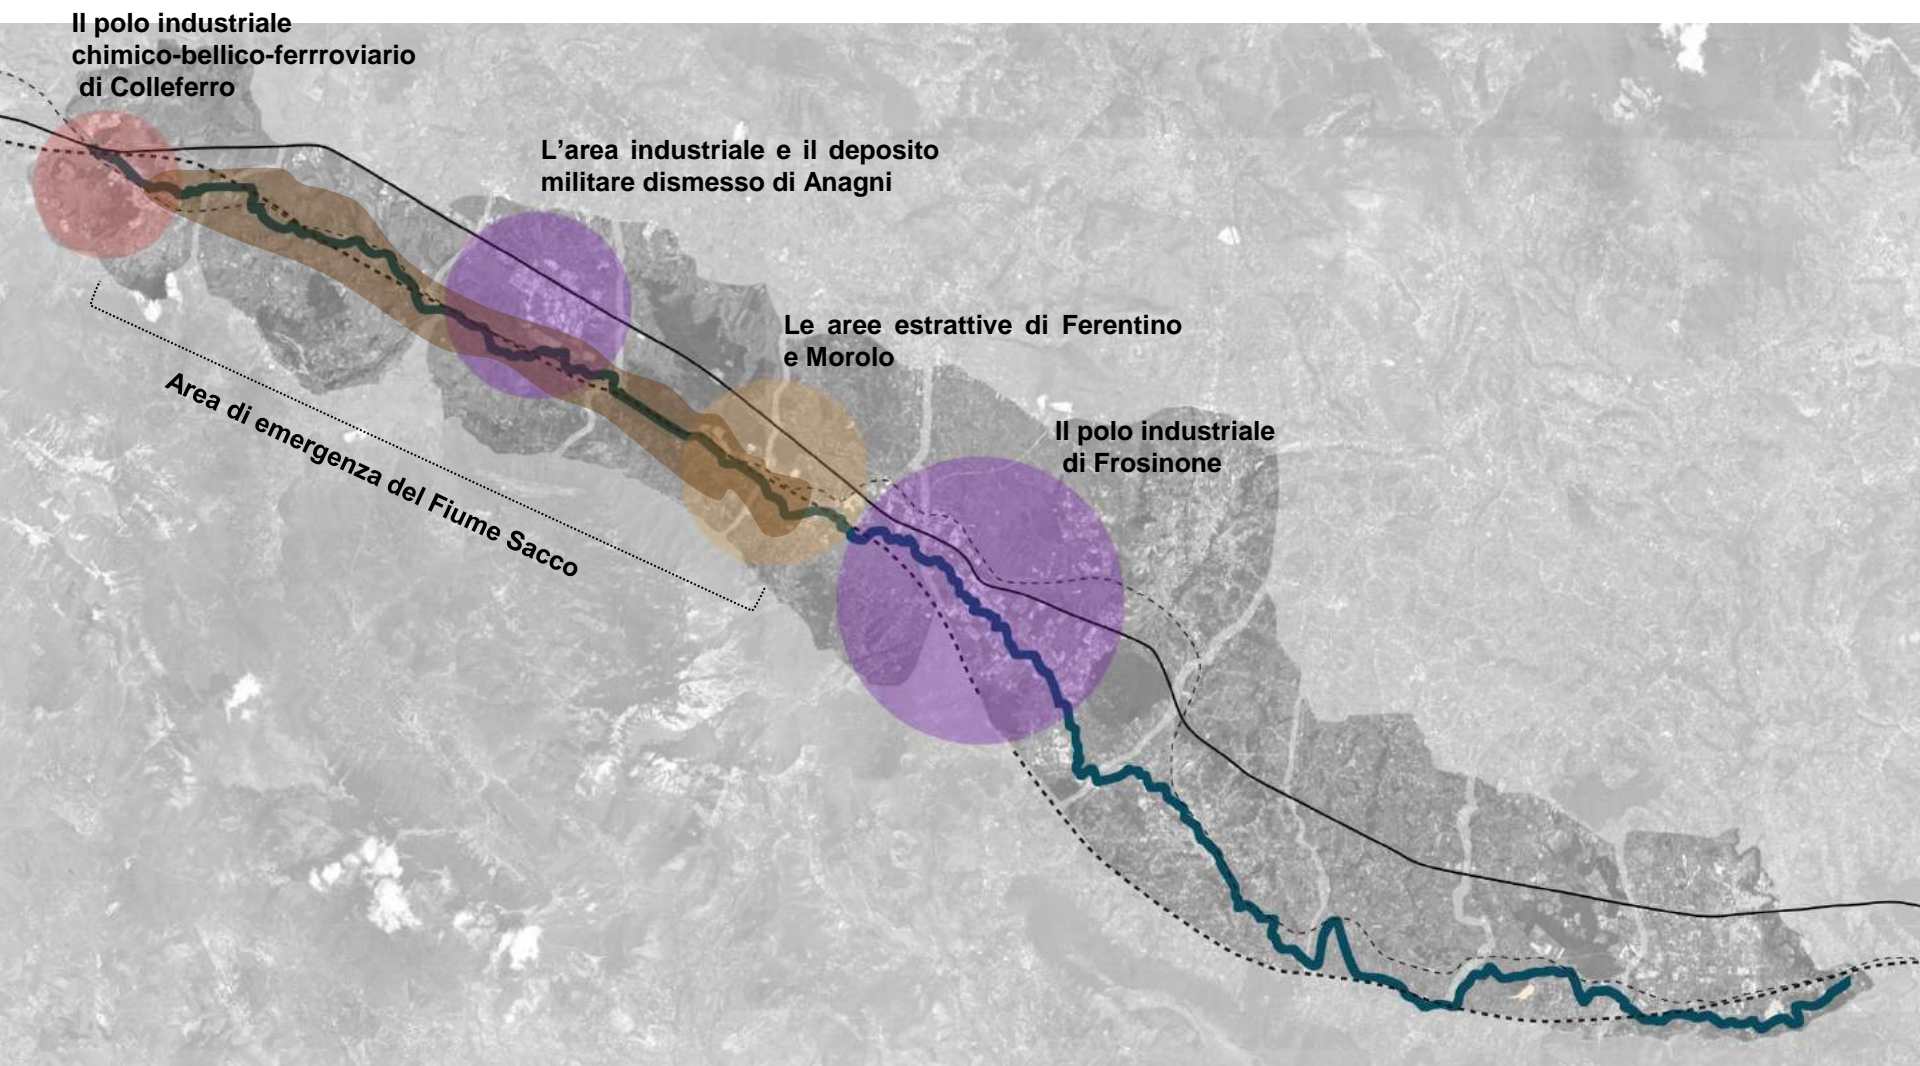 Il polo industriale
chimico-bellico-ferrroviario
di Colleferro
L’area industriale e il deposito
militare dismesso di Anagni
Le aree estrattive di Ferentino
e Morolo
Il polo industriale
di Frosinone
Area di emergenza del Fiume Sacco